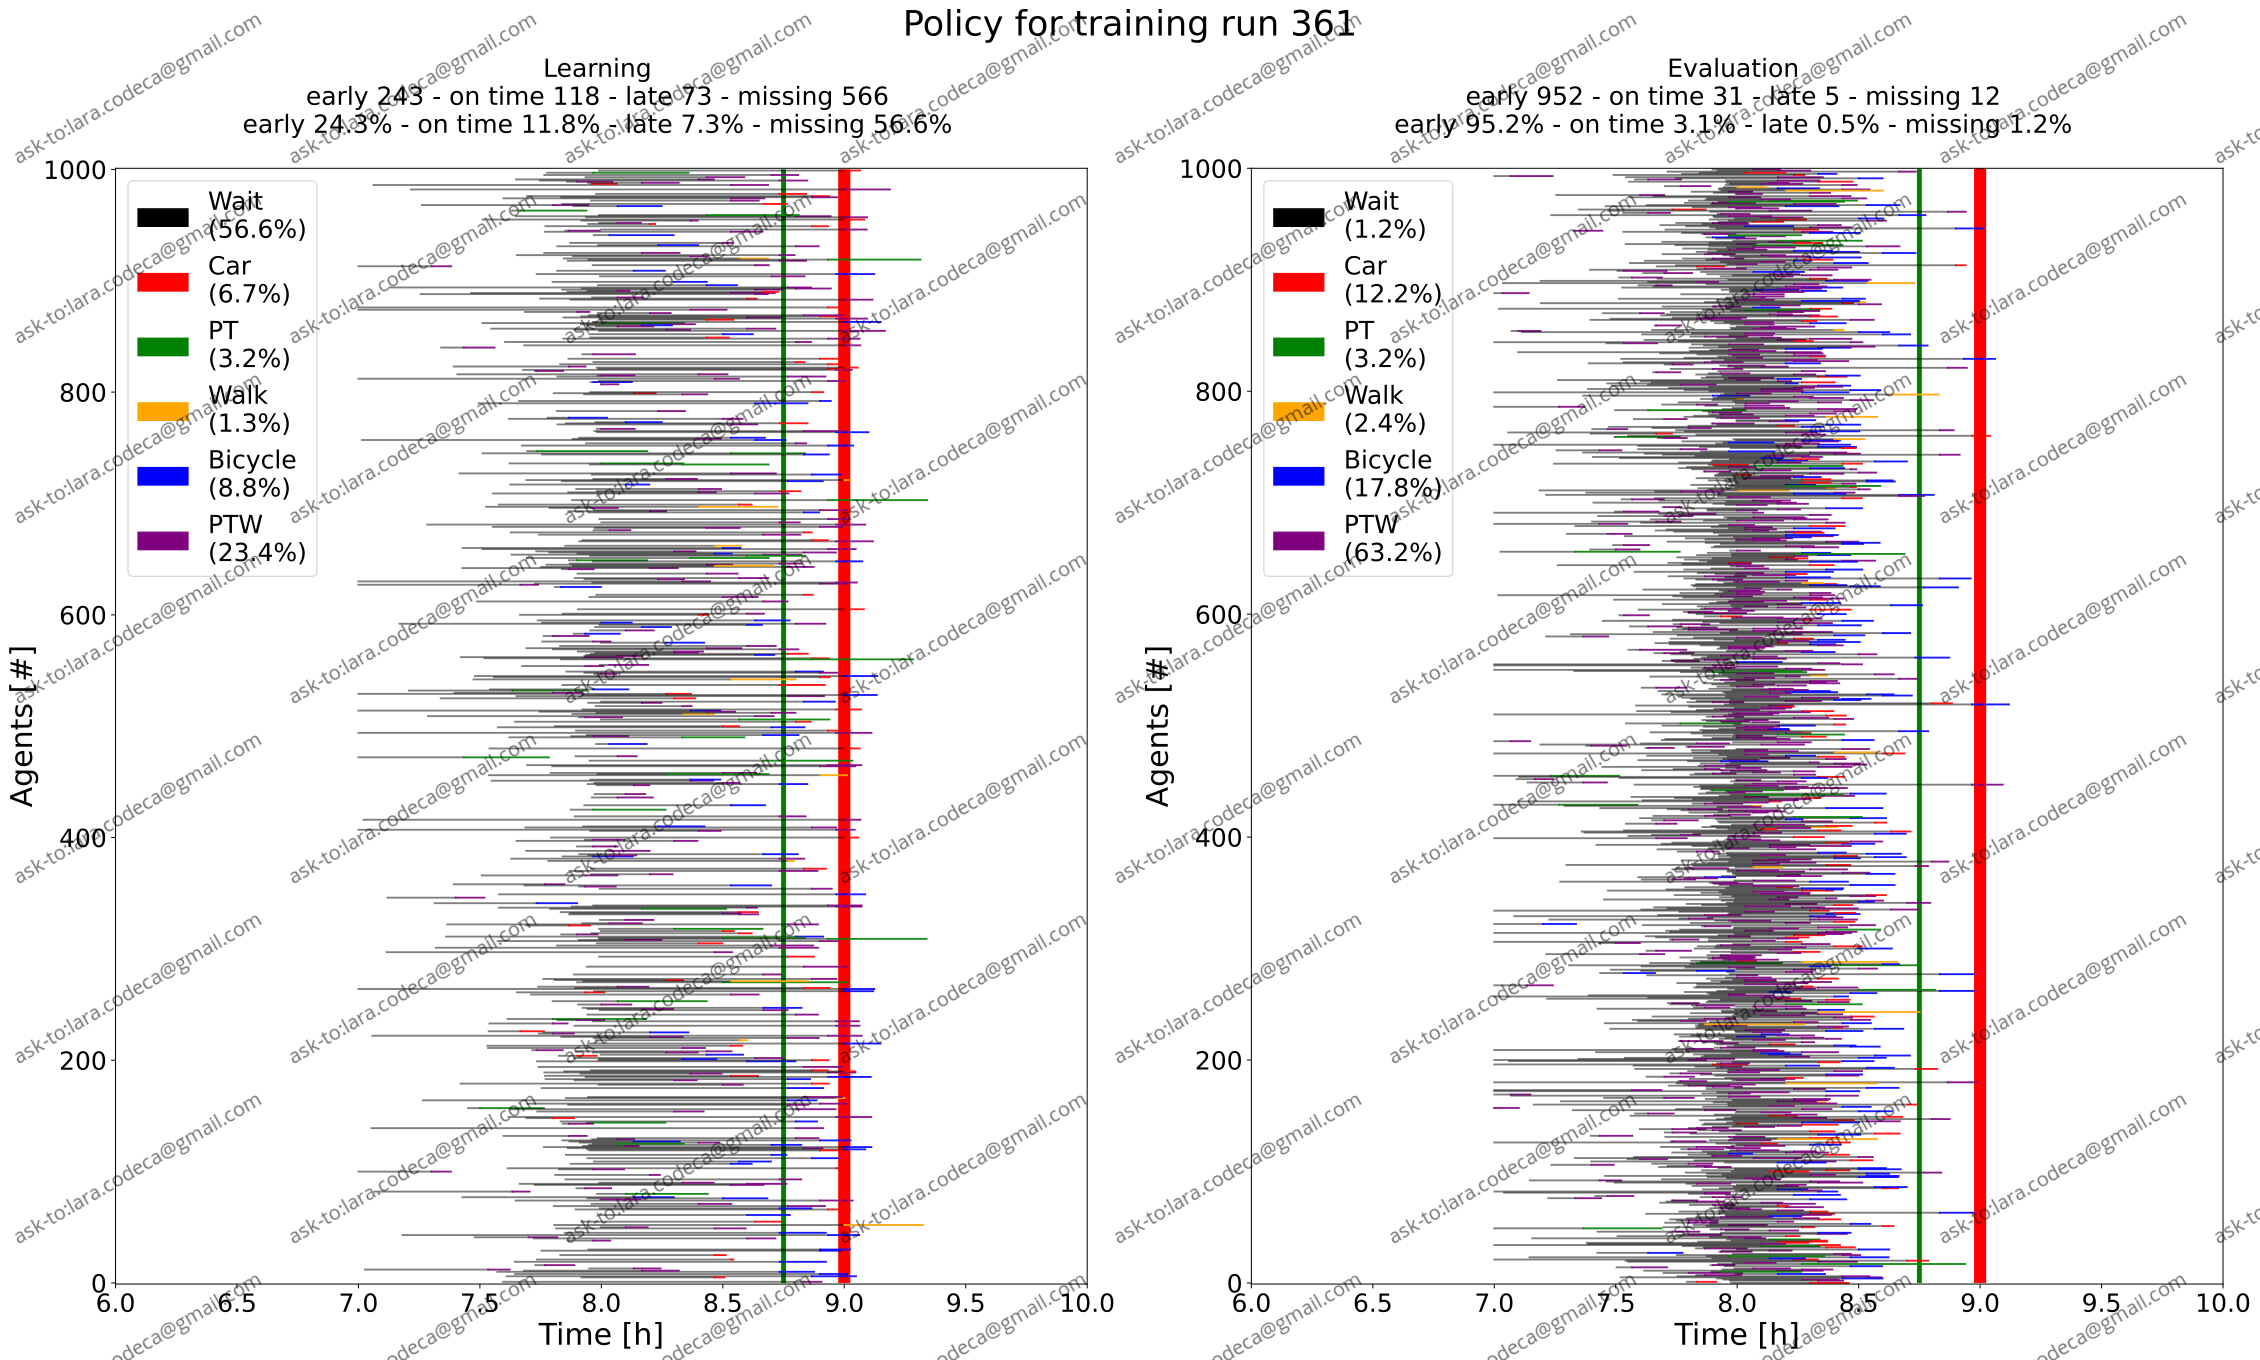 Policy for training run 361
Learning
early 243 - on time 118 - late 73 - missing 566
early 24.3% - on time 11.8% - late 7.3% - missing 56.6%
1000
800
600
400
200
0
Agents [#]
Wait
(56.6%)
Car
(6.7%)
PT
(3.2%)
Walk
(1.3%)
Bicycle
(8.8%)
PTW
(23.4%)
6.0 6.5 7.0 7.5 8.0 8.5 9.0 9.5 10.0
Time [h]
Evaluation
early 952 - on time 31 - late 5 - missing 12
early 95.2% - on time 3.1% - late 0.5% - missing 1.2%
1000
800
600
400
200
0
Agents [#]
Wait
(1.2%)
Car
(12.2%)
PT
(3.2%)
Walk
(2.4%)
Bicycle
(17.8%)
PTW
(63.2%)
6.0 6.5 7.0 7.5 8.0 8.5 9.0 9.5 10.0
Time [h]
ask-to:lara.codeca@gmail.com